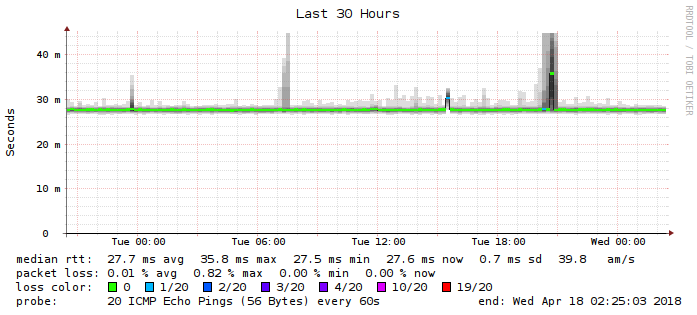 Last 30 Hours
RRDTOOL / TOBI OETIKER
Seconds
40 m
30 m
20 m
10 m
0
Tue 00:00 Tue 06:00 Tue 12:00 Tue 18:00 Wed 00:00
median rtt: 27.7 ms avg 35.8 ms max 27.5 ms min 27.6 ms now 0.7 ms sd 39.8 am/s
packet loss: 0.01 % avg 0.82 % max 0.00 % min 0.00 % now
loss color: 0 1/20 2/20 3/20 4/20 10/20 19/20
probe: 20 ICMP Echo Pings (56 Bytes) every 60s end: Wed Apr 18 02:25:03 2018